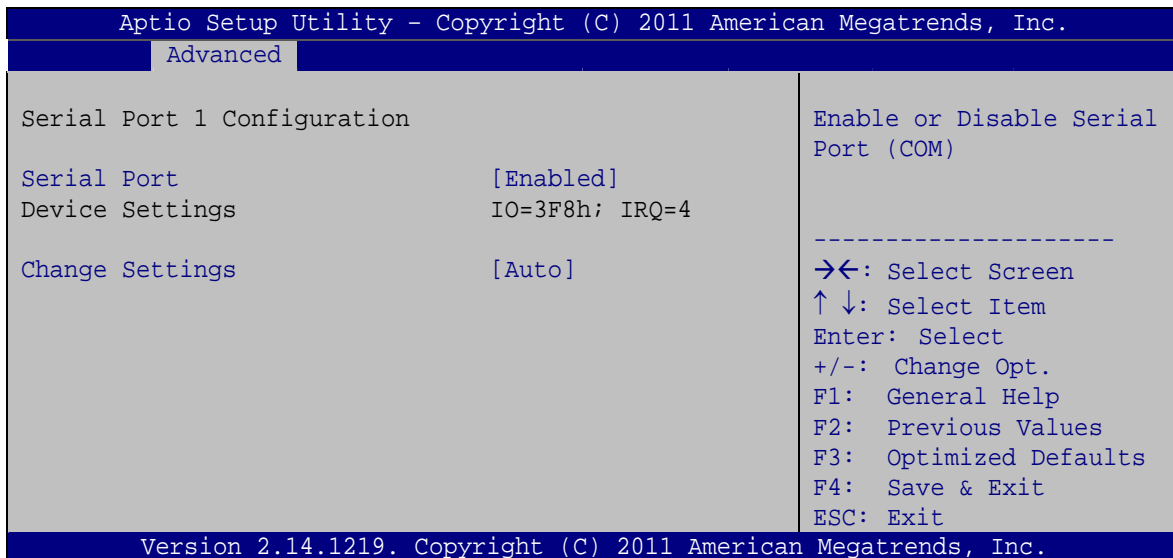 Aptio Setup Utility – Copyright (C) 2011 American Megatrends, Inc.
Advanced
Serial Port 1 Configuration
Serial Port [Enabled]
Device Settings IO=3F8h; IRQ=4
Change Settings [Auto]
Enable or Disable Serial
Port (COM)
---------------------
→←: Select Screen
↑ ↓: Select Item
Enter: Select
+/-: Change Opt.
F1: General Help
F2: Previous Values
F3: Optimized Defaults
F4: Save & Exit
ESC: Exit
Version 2.14.1219. Copyright (C) 2011 American Megatrends, Inc.